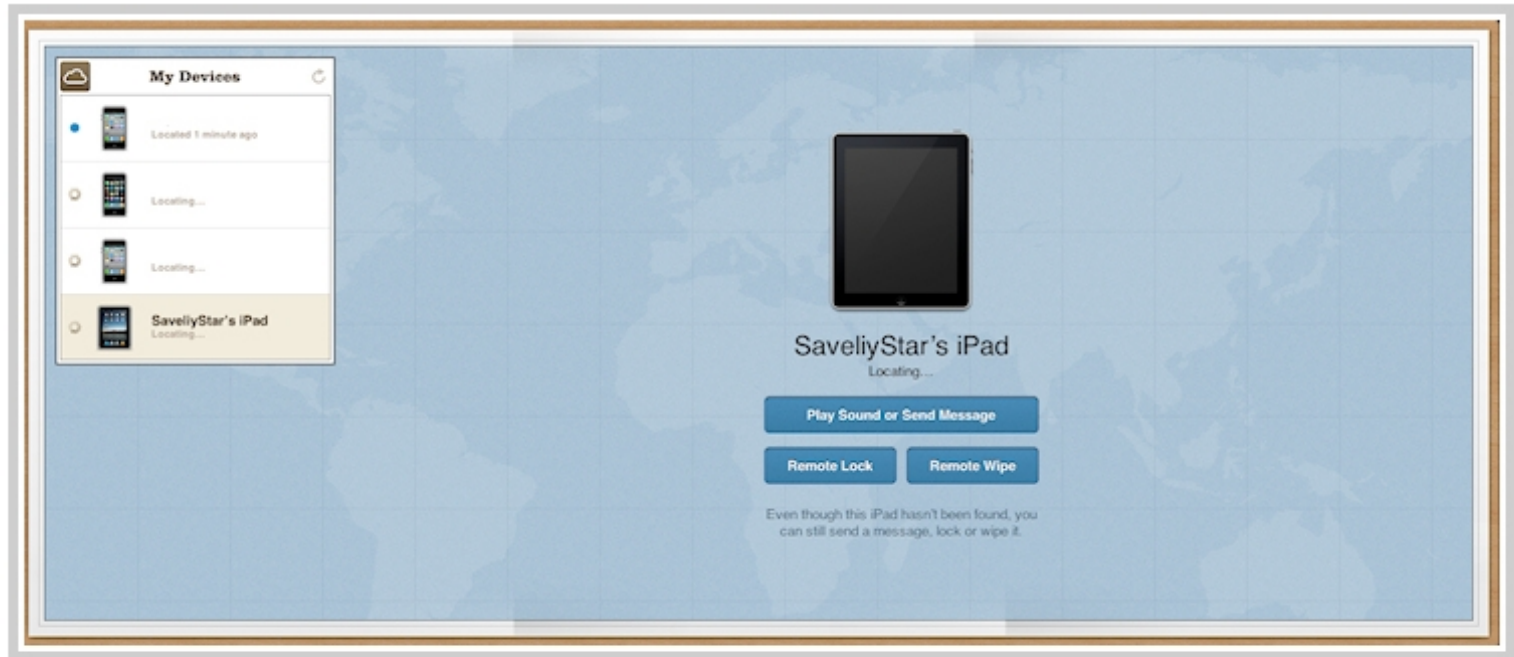 My Devices
Located 1 minute ago
Locating...
Locating...
SaveliyStar's iPad
Locating...
SaveliyStar's iPad
Locating...
Play Sound or Send Message
Remote Lock
Remote Wipe
Even though this iPad hasn't been found, you
can still send a message, lock or wipe it.